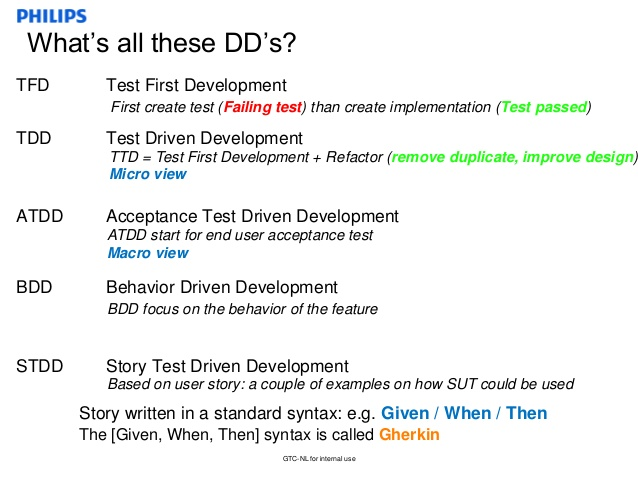 PHILIPS
What's all these DD's?
TFD Test First Development
First create test (Failing test) than create implementation (Test passed)
TDD Test Driven Development
TTD = Test First Development + Refactor (remove duplicate, improve design)
Micro view
ATDD Acceptance Test Driven Development
ATDD start for end user acceptance test
Macro view
BDD Behavior Driven Development
BDD focus on the behavior of the feature
STDD Story Test Driven Development
Based on user story: a couple of examples on how SUT could be used
Story written in a standard syntax: e.g. Given / When / Then
The [Given, When, Then] syntax is called Gherkin
GTC-NL for internal use